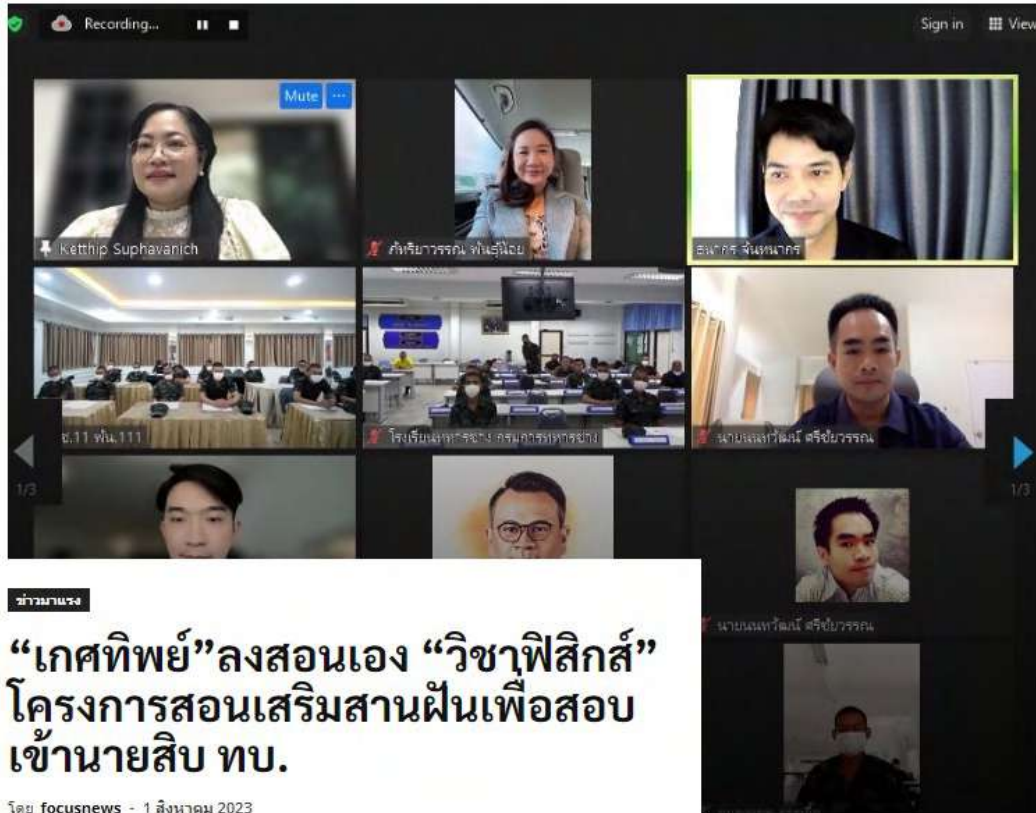 Recording...
Sign in
View
Mute
Ketthip Suphavanich
ภัทริยาวรรณ พันธุ์น้อย
ธนากร จันทนากร
ช.11 พัน.111
โรงเรียนทหารช่าง กรมการทหารช่าง
นายนนทวัฒน์ ศรีชัยวรรณ
1/3
1/3
นายนนทวัฒน์ ศรีชัยวรรณ
ข่าวมาแรง
“เกศทิพย์”ลงสอนเอง “วิชาฟิสิกส์”
โครงการสอนเสริมสานฝันเพื่อสอบ
เข้านายสิบ ทบ.
โดย focusnews - 1 สิงหาคม 2023